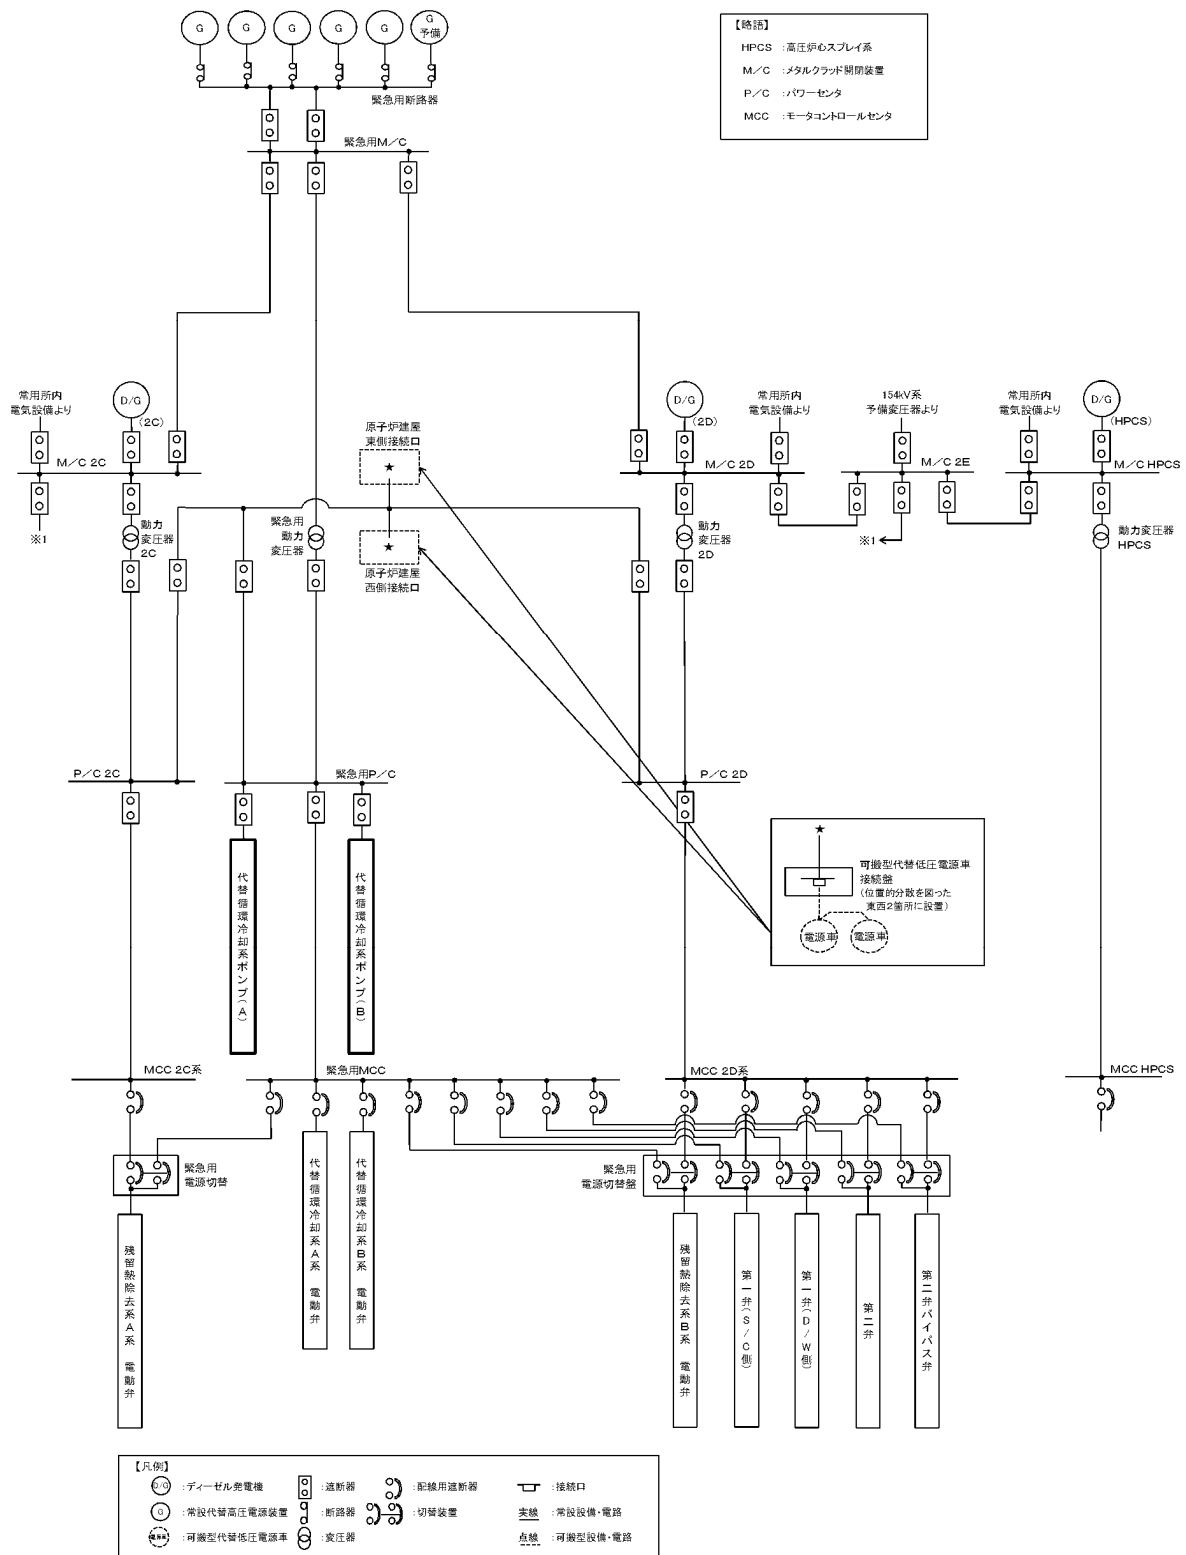 G
G
G
G
G
G
予備
緊急用断路器
【略語】
HPCS :高圧炉心スプレイ系
M/C :メタルクラッド開閉装置
P/C :パワーセンタ
MCC :モータコントロールセンタ
緊急用M/C
常用所内
電気設備より
D/G
(2C)
M/C 2C
※1
動力
変圧器
2C
原子炉建屋
東側接続口
★
★
原子炉建屋
西側接続口
緊急用
動力
変圧器
D/G
(2D)
M/C 2D
動力
変圧器
2D
常用所内
電気設備より
154kV系
予備変圧器より
M/C 2E
※1
常用所内
電気設備より
D/G
(HPCS)
M/C HPCS
動力変圧器
HPCS
P/C 2C
緊急用P/C
P/C 2D
代替循環冷却系ポンプ(A)
代替循環冷却系ポンプ(B)
★
可搬型代替低圧電源車
接続盤
(位置的分散を図った
東西2箇所に設置)
電源車
電源車
MCC 2C系
緊急用MCC
MCC 2D系
MCC HPCS
緊急用
電源切替
緊急用
電源切替盤
残留熱除去系A系 電動弁
代替循環冷却系A系 電動弁
代替循環冷却系B系 電動弁
残留熱除去系B系 電動弁
第一弁(S/C側)
第一弁(D/W側)
第二弁
第二弁バイパス弁
【凡例】
D/G :ディーゼル発電機
:遮断器
:配線用遮断器
:接続口
G :常設代替高圧電源装置
:断路器
:切替装置
実線 :常設設備・電路
電源車 :可搬型代替低圧電源車
:変圧器
点線 :可搬型設備・電路